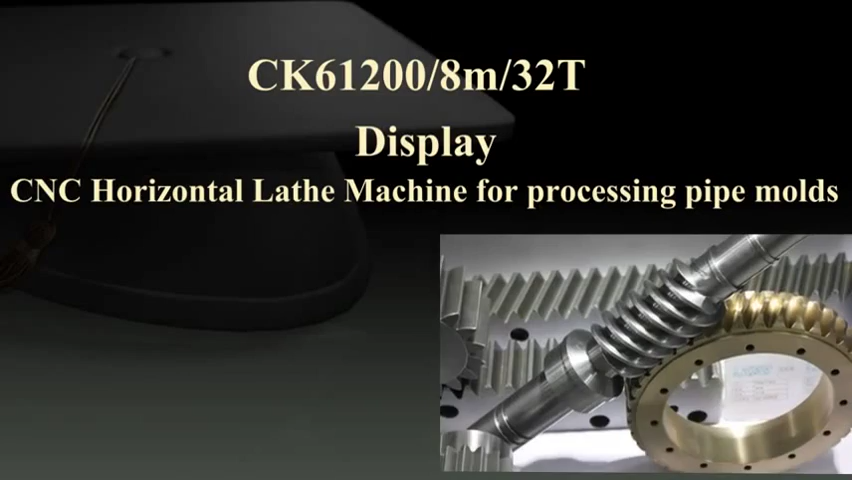 CK61200/8m/32T
Display
CNC Horizontal Lathe Machine for processing pipe molds